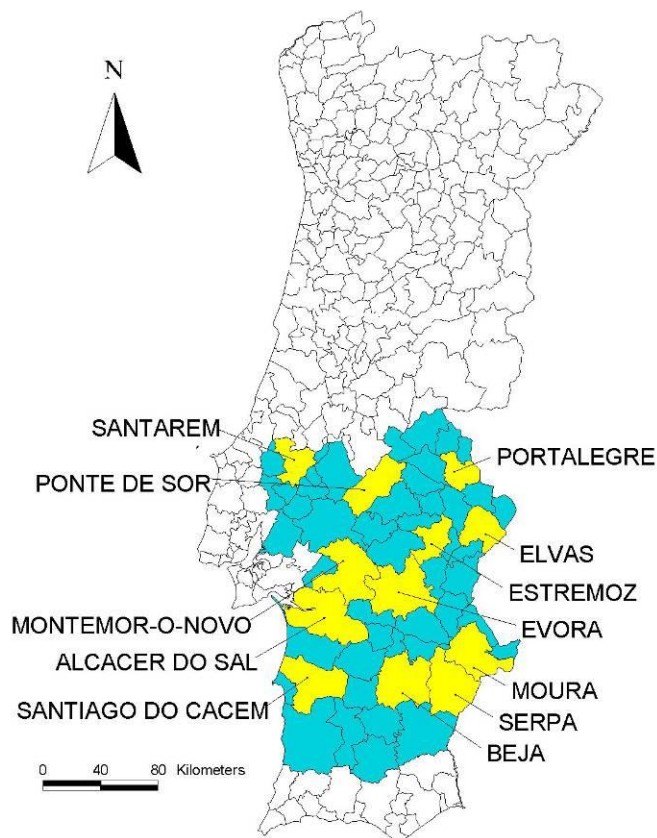 N
SANTAREM
PORTALEGRE
PONTE DE SOR
ELVAS
ESTREMOZ
MONTEMOR-O-NOVO
EVORA
ALCACER DO SAL
MOURA
SANTIAGO DO CACEM
SERPA
BEJA
0 40 80 Kilometers